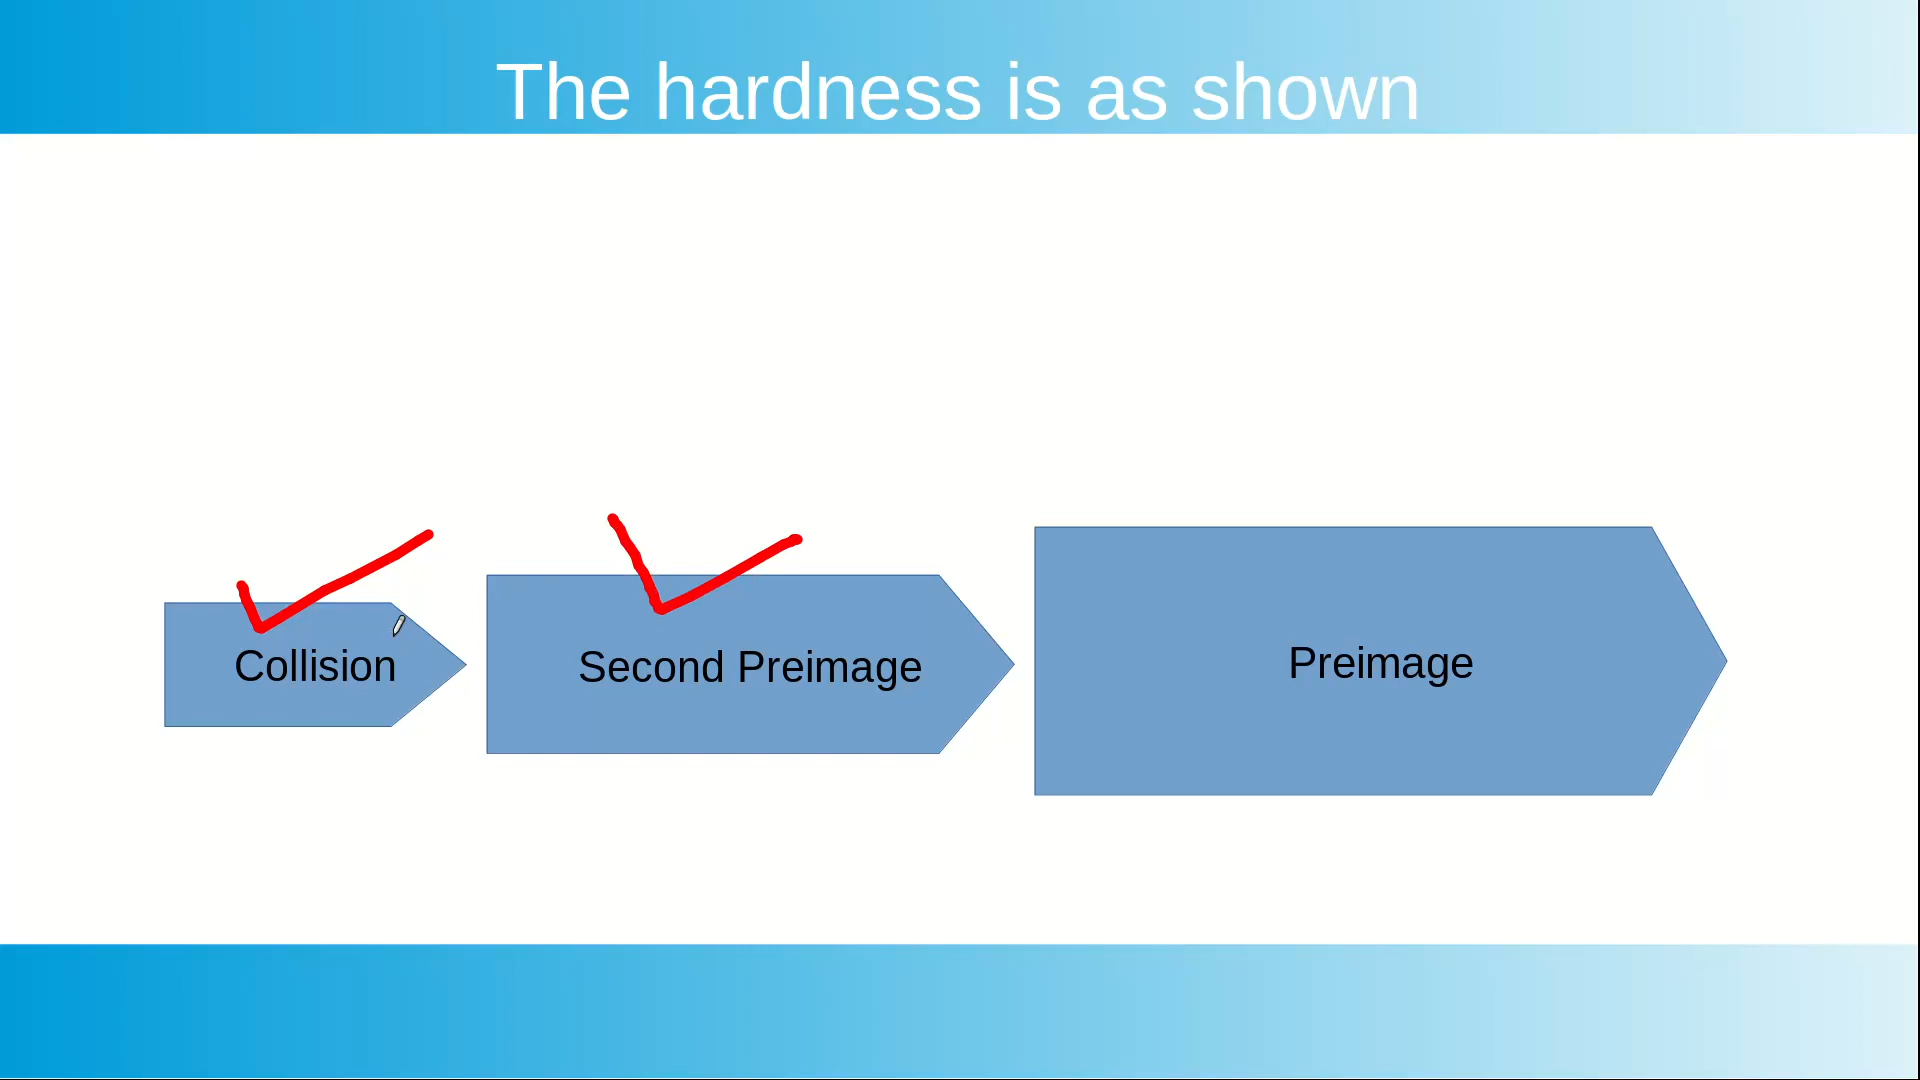 The hardness is as shown
Collision
Second Preimage
Preimage